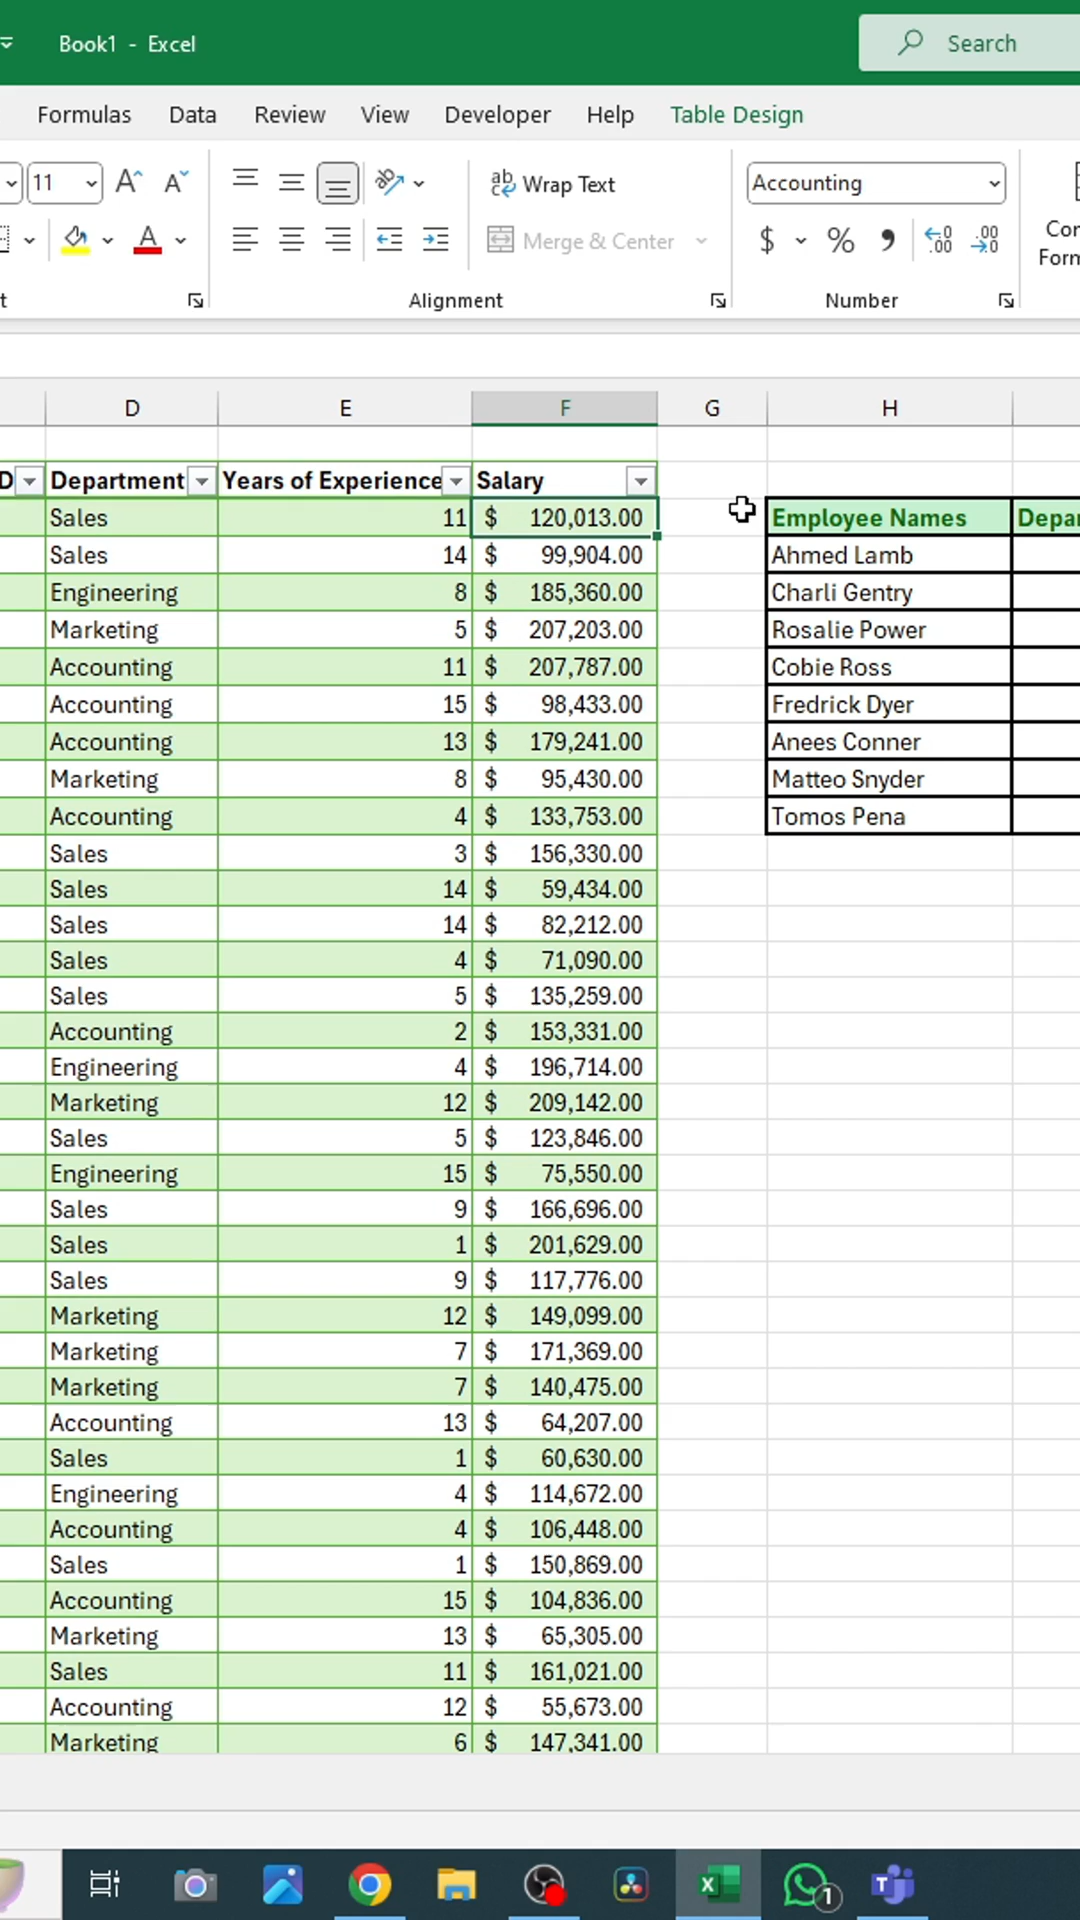 Book1 - Excel
Search
Formulas Data Review View Developer Help Table Design
11
Wrap Text
Accounting
Merge & Center
$ % 9
Alignment
Number
D E F G H
D Department Years of Experience Salary
Sales 11 $ 120,013.00 Employee Names
Sales 14 $ 99,904.00 Ahmed Lamb
Engineering 8 $ 185,360.00 Charli Gentry
Marketing 5 $ 207,203.00 Rosalie Power
Accounting 11 $ 207,787.00 Cobie Ross
Accounting 15 $ 98,433.00 Fredrick Dyer
Accounting 13 $ 179,241.00 Anees Conner
Marketing 8 $ 95,430.00 Matteo Snyder
Accounting 4 $ 133,753.00 Tomos Pena
Sales 3 $ 156,330.00
Sales 14 $ 59,434.00
Sales 14 $ 82,212.00
Sales 4 $ 71,090.00
Sales 5 $ 135,259.00
Accounting 2 $ 153,331.00
Engineering 4 $ 196,714.00
Marketing 12 $ 209,142.00
Sales 5 $ 123,846.00
Engineering 15 $ 75,550.00
Sales 9 $ 166,696.00
Sales 1 $ 201,629.00
Sales 9 $ 117,776.00
Marketing 12 $ 149,099.00
Marketing 7 $ 171,369.00
Marketing 7 $ 140,475.00
Accounting 13 $ 64,207.00
Sales 1 $ 60,630.00
Engineering 4 $ 114,672.00
Accounting 4 $ 106,448.00
Sales 1 $ 150,869.00
Accounting 15 $ 104,836.00
Marketing 13 $ 65,305.00
Sales 11 $ 161,021.00
Accounting 12 $ 55,673.00
Marketing 6 $ 147,341.00